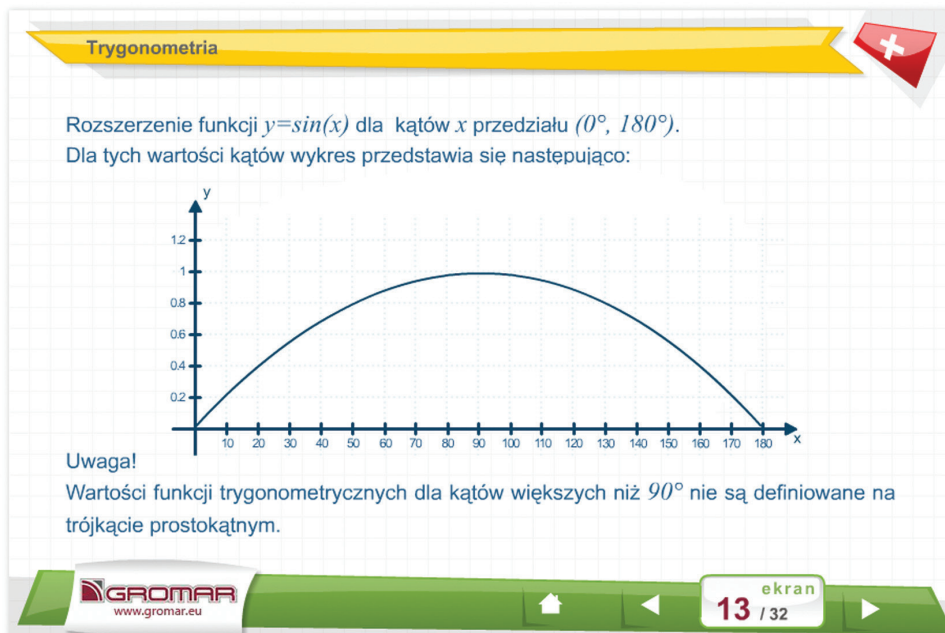 Trygonometria
Rozszerzenie funkcji y=sin(x) dla kątów x przedziału (0°, 180°).
Dla tych wartości kątów wykres przedstawia się następująco:
y
1.2
1
0.8
0.6
0.4
0.2
10 20 30 40 50 60 70 80 90 100 110 120 130 140 150 160 170 180 x
Uwaga!
Wartości funkcji trygonometrycznych dla kątów większych niż 90° nie są definiowane na
trójkącie prostokątnym.
GROMAR
www.gromar.eu
ekran
13 / 32